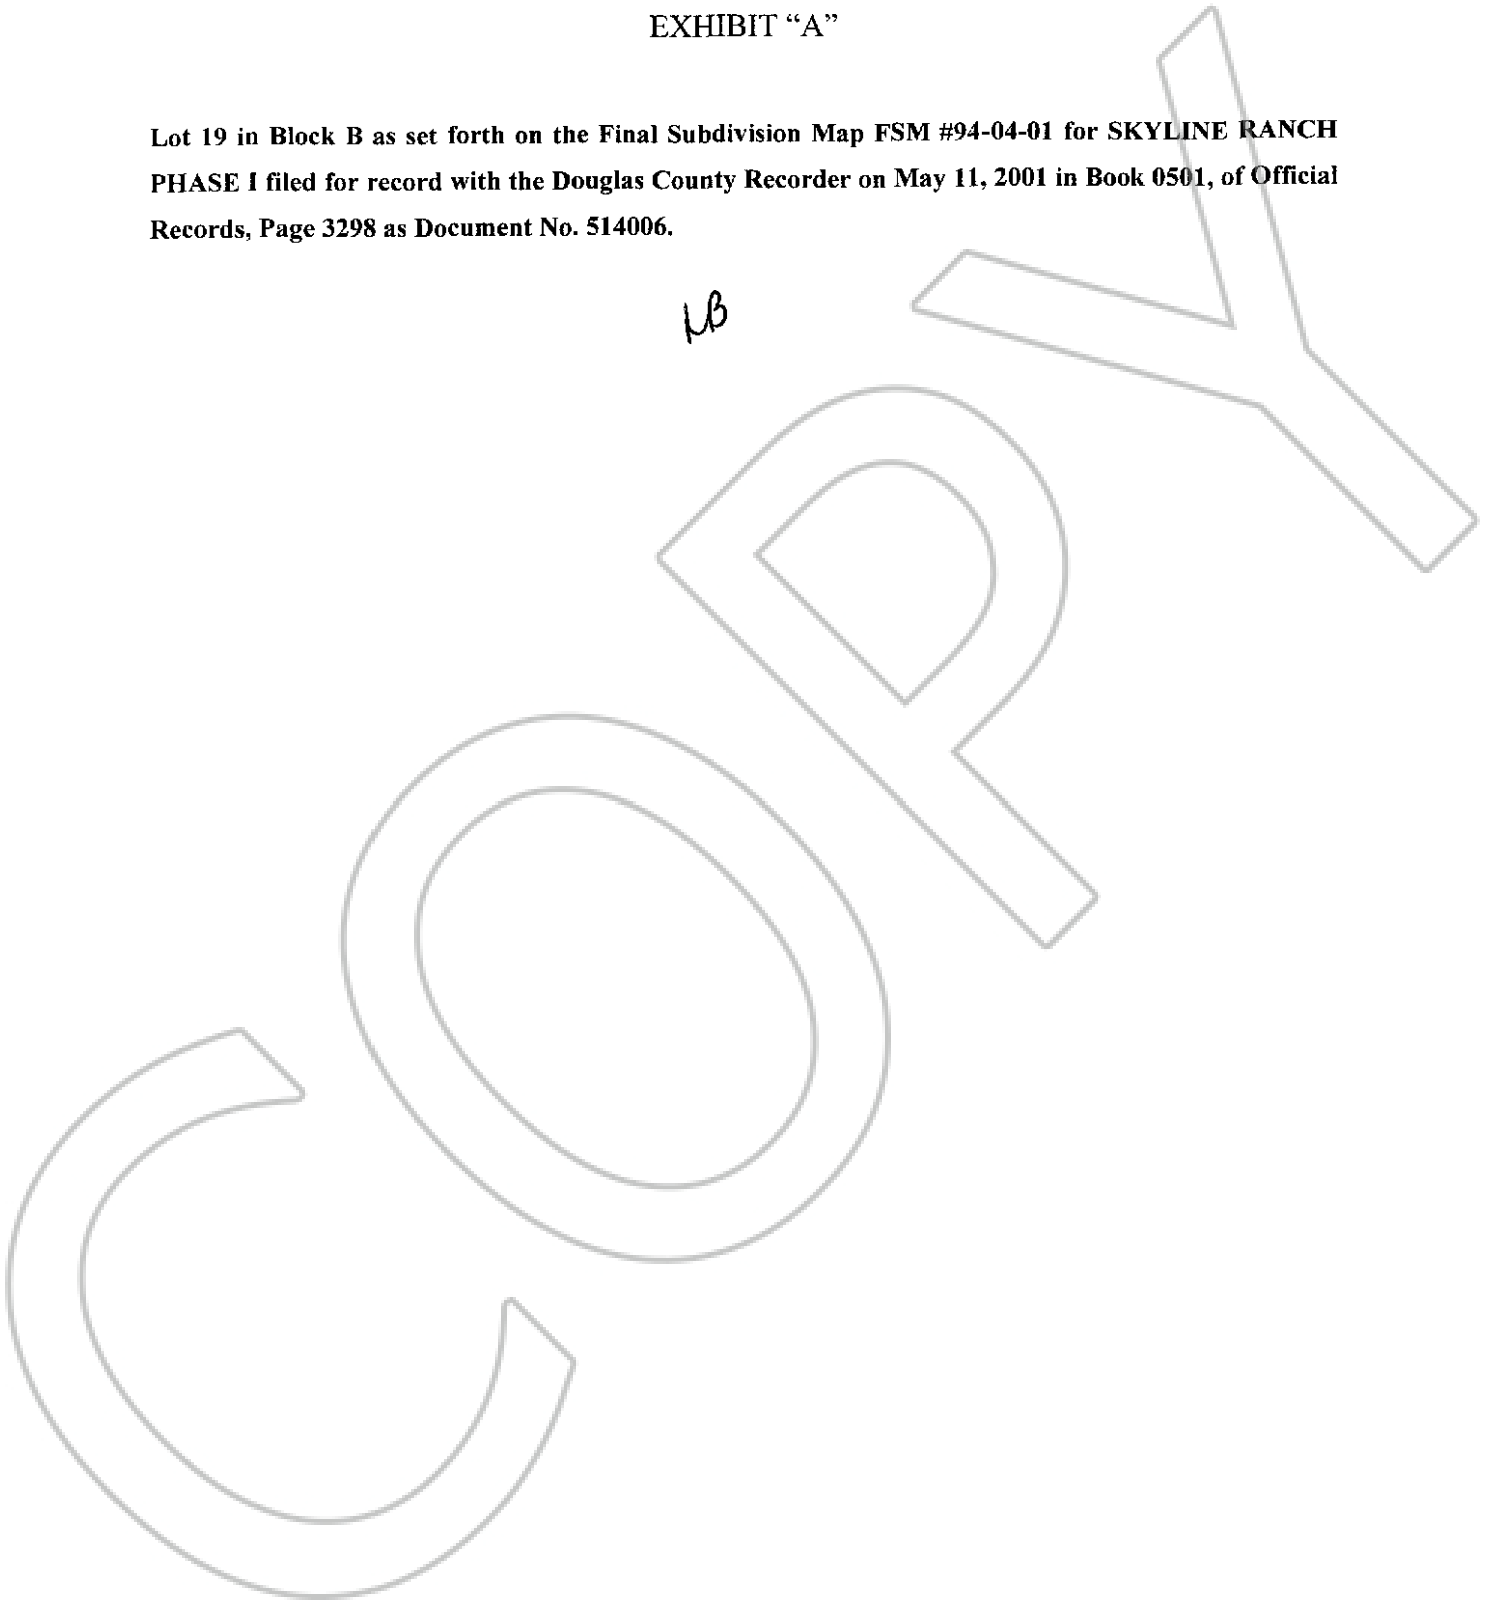 EXHIBIT “A”
Lot 19 in Block B as set forth on the Final Subdivision Map FSM #94-04-01 for SKYLINE RANCH
PHASE I filed for record with the Douglas County Recorder on May 11, 2001 in Book 0501, of Official
Records, Page 3298 as Document No. 514006.
COPY